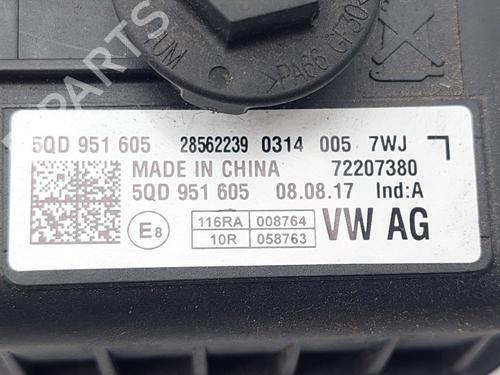 B-PARTS
>PA66 GF30<
5QD 951 605 28562239 0314 005 7WJ
MADE IN CHINA 72207380
5QD 951 605 08.08.17 Ind:A
E8 116RA 008764 VW AG
10R 058763